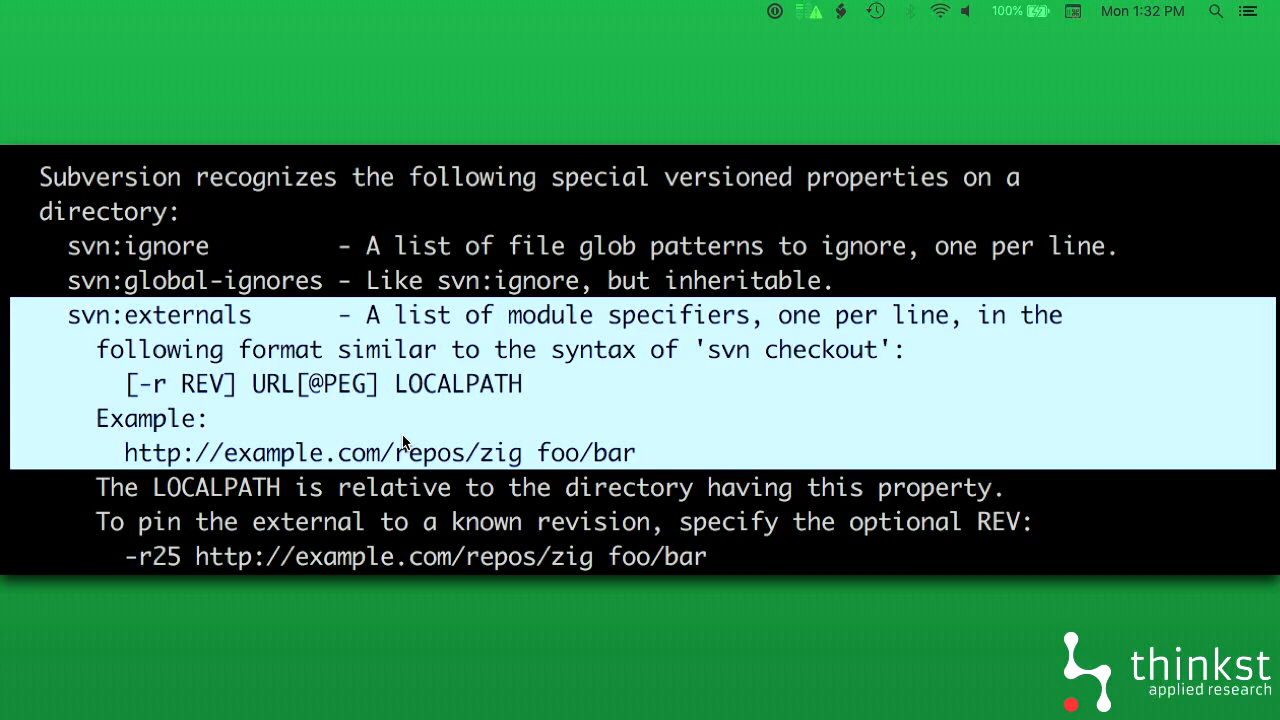 100%
Mon 1:32 PM
Subversion recognizes the following special versioned properties on a
directory:
svn:ignore - A list of file glob patterns to ignore, one per line.
svn:global-ignores - Like svn:ignore, but inheritable.
svn:externals - A list of module specifiers, one per line, in the
following format similar to the syntax of 'svn checkout':
[-r REV] URL[@PEG] LOCALPATH
Example:
http://example.com/repos/zig foo/bar
The LOCALPATH is relative to the directory having this property.
To pin the external to a known revision, specify the optional REV:
-r25 http://example.com/repos/zig foo/bar
thinkst
applied research